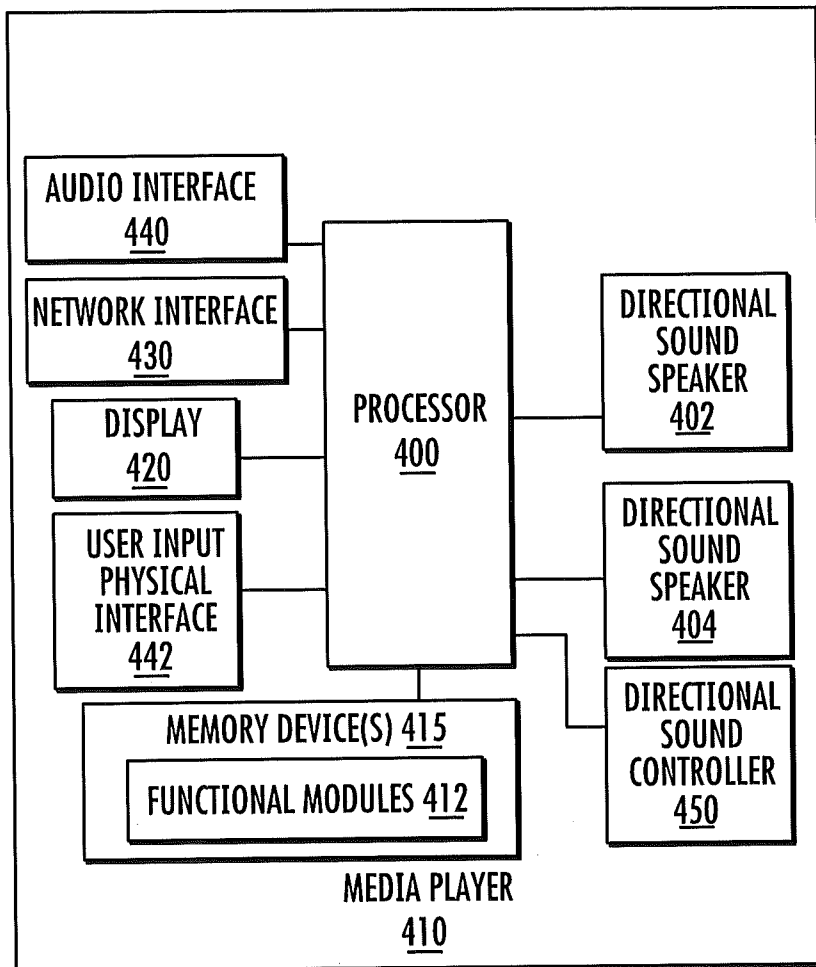 AUDIO INTERFACE
440
NETWORK INTERFACE
430
DISPLAY
420
USER INPUT
PHYSICAL
INTERFACE
442
PROCESSOR
400
DIRECTIONAL
SOUND
SPEAKER
402
DIRECTIONAL
SOUND
SPEAKER
404
DIRECTIONAL
SOUND
CONTROLLER
450
MEMORY DEVICE(S) 415
FUNCTIONAL MODULES 412
MEDIA PLAYER
410